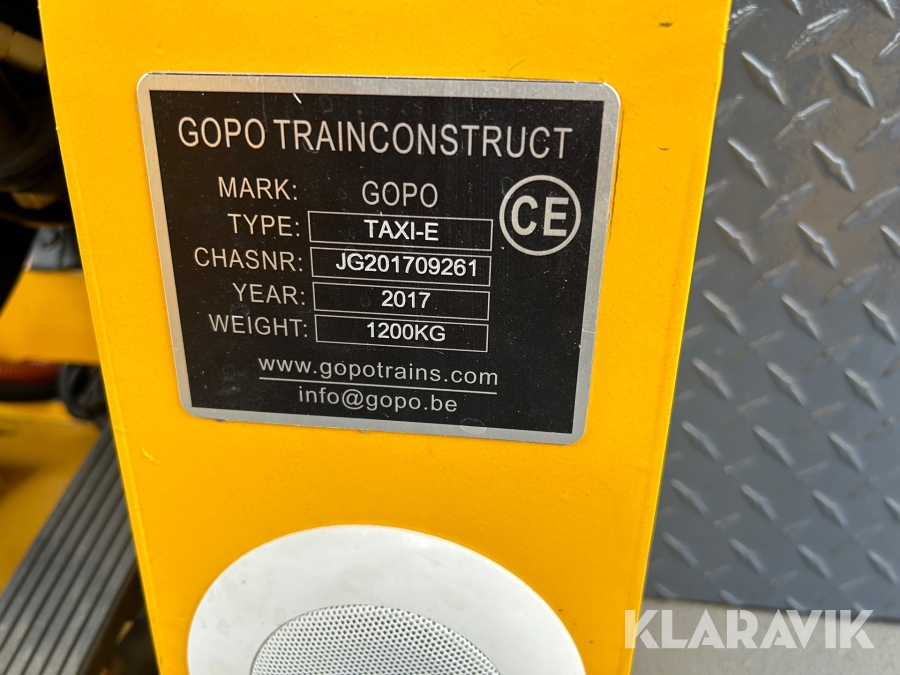 GOPO TRAINCONSTRUCT
MARK: GOPO
TYPE: TAXI-E
CHASNR: JG201709261
YEAR: 2017
WEIGHT: 1200KG
CE
www.gopotrains.com
info@gopo.be
KLARAVIK